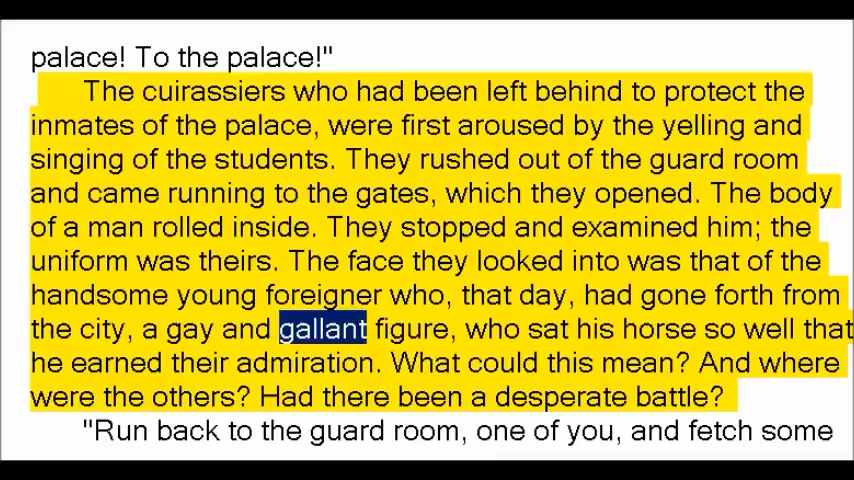 palace! To the palace!"
The cuirassiers who had been left behind to protect the
inmates of the palace, were first aroused by the yelling and
singing of the students. They rushed out of the guard room
and came running to the gates, which they opened. The body
of a man rolled inside. They stopped and examined him; the
uniform was theirs. The face they looked into was that of the
handsome young foreigner who, that day, had gone forth from
the city, a gay and gallant figure, who sat his horse so well that
he earned their admiration. What could this mean? And where
were the others? Had there been a desperate battle?
"Run back to the guard room, one of you, and fetch some